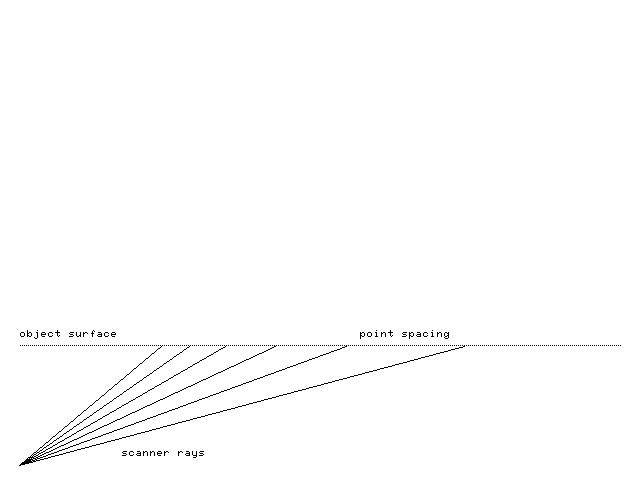 object surface
point spacing
scanner rays